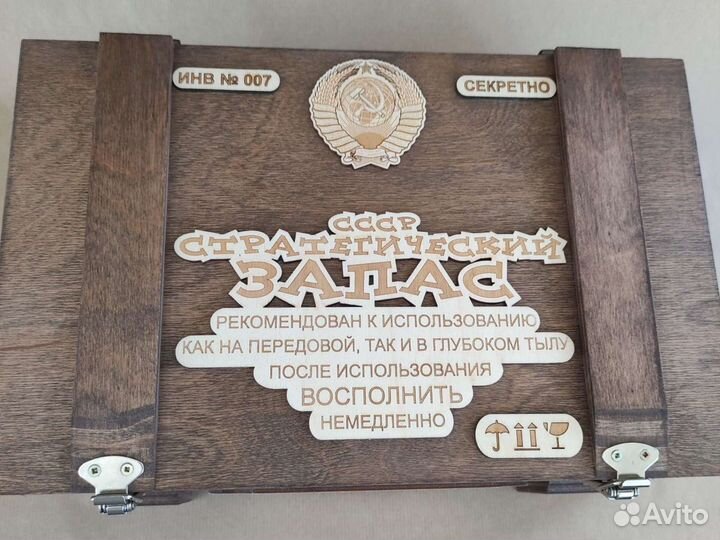 ИНВ № 007
СЕКРЕТНО
СССР
СТРАТЕГИЧЕСКИЙ
ЗАПАС
РЕКОМЕНДОВАН К ИСПОЛЬЗОВАНИЮ
КАК НА ПЕРЕДОВОЙ, ТАК И В ГЛУБОКОМ ТЫЛУ
ПОСЛЕ ИСПОЛЬЗОВАНИЯ
ВОСПОЛНИТЬ
НЕМЕДЛЕННО
Avito